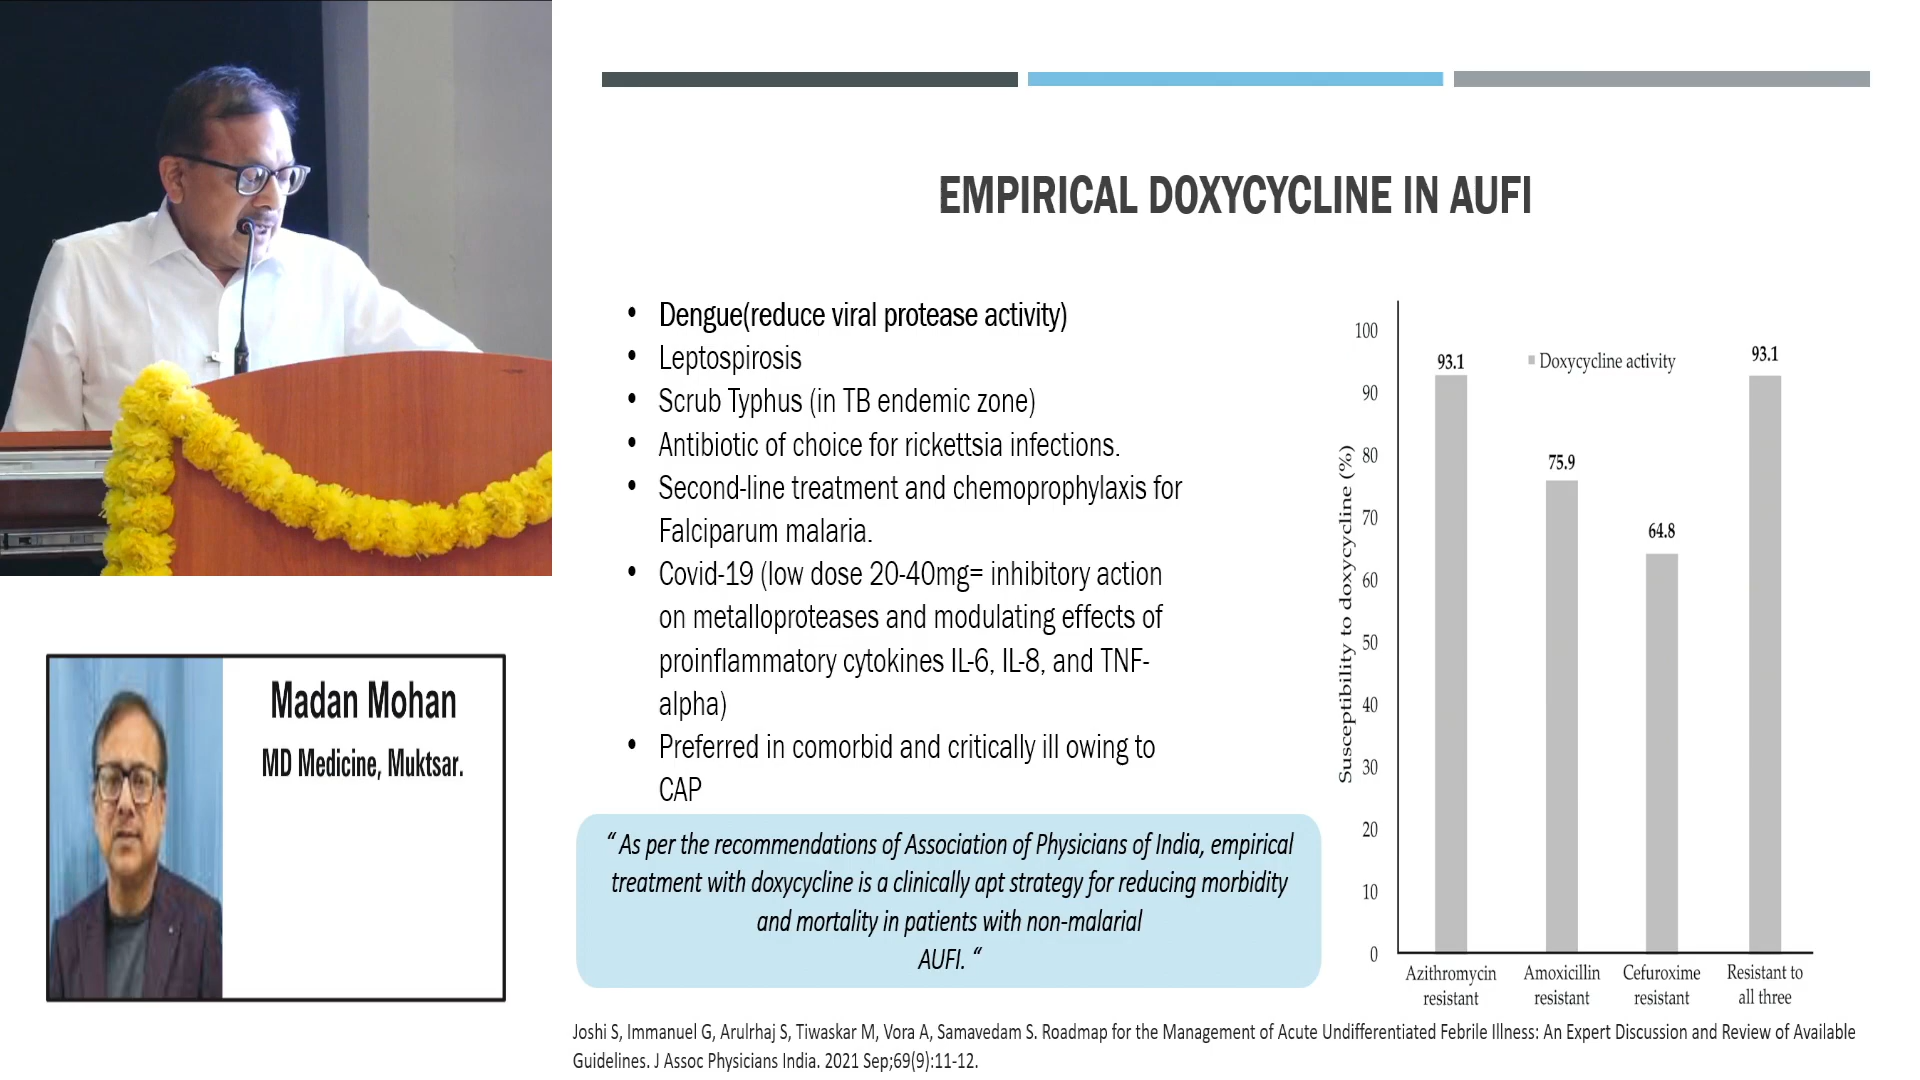 EMPIRICAL DOXYCYCLINE IN AUFI
• Dengue(reduce viral protease activity)
• Leptospirosis
• Scrub Typhus (in TB endemic zone)
• Antibiotic of choice for rickettsia infections.
• Second-line treatment and chemoprophylaxis for
Falciparum malaria.
• Covid-19 (low dose 20-40mg= inhibitory action
on metalloproteases and modulating effects of
proinflammatory cytokines IL-6, IL-8, and TNF-
alpha)
• Preferred in comorbid and critically ill owing to
CAP
“ As per the recommendations of Association of Physicians of India, empirical
treatment with doxycycline is a clinically apt strategy for reducing morbidity
and mortality in patients with non-malarial
AUFI. “
Susceptibility to doxycycline (%)
100
90
80
70
60
50
40
30
20
10
0
Doxycycline activity
93.1
75.9
64.8
93.1
Azithromycin
resistant
Amoxicillin
resistant
Cefuroxime
resistant
Resistant to
all three
Joshi S, Immanuel G, Arulrhaj S, Tiwaskar M, Vora A, Samavedam S. Roadmap for the Management of Acute Undifferentiated Febrile Illness: An Expert Discussion and Review of Available
Guidelines. J Assoc Physicians India. 2021 Sep;69(9):11-12.
Madan Mohan
MD Medicine, Muktsar.